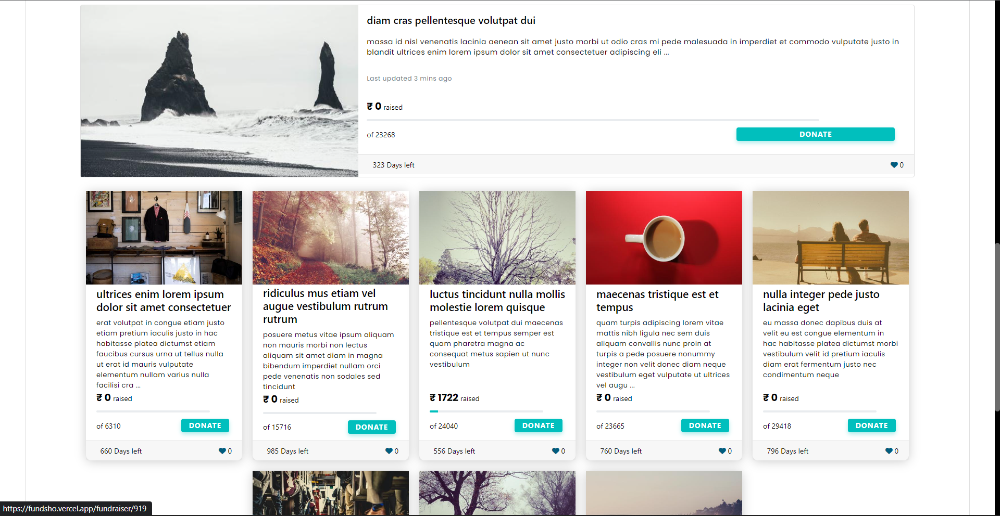 diam cras pellentesque volutpat dui
massa id nisl venenatis lacinia aenean sit amet justo morbi ut odio cras mi pede malesuada in imperdiet et commodo vulputate justo in
blandit ultrices enim lorem ipsum dolor sit amet consectetuer adipiscing eli ...
Last updated 3 mins ago
₹ 0 raised
of 23268
DONATE
323 Days left
0
ultrices enim lorem ipsum
dolor sit amet consectetuer
erat volutpat in congue etiam justo
etiam pretium iaculis justo in hac
habitasse platea dictumst etiam
faucibus cursus urna ut tellus nulla
ut erat id mauris vulputate
elementum nullam varius nulla
facilisi cra ...
₹ 0 raised
of 6310
DONATE
660 Days left
0
ridiculus mus etiam vel
augue vestibulum rutrum
rutrum
posuere metus vitae ipsum aliquam
non mauris morbi non lectus
aliquam sit amet diam in magna
bibendum imperdiet nullam orci
pede venenatis non sodales sed
tincidunt
₹ 0 raised
of 15716
DONATE
985 Days left
0
luctus tincidunt nulla mollis
molestie lorem quisque
pellentesque volutpat dui maecenas
tristique est et tempus semper est
quam pharetra magna ac
consequat metus sapien ut nunc
vestibulum
₹ 1722 raised
of 24040
DONATE
556 Days left
0
maecenas tristique est et
tempus
quam turpis adipiscing lorem vitae
mattis nibh ligula nec sem duis
aliquam convallis nunc proin at
turpis a pede posuere nonummy
integer non velit donec diam neque
vestibulum eget vulputate ut ultrices
vel augu ...
₹ 0 raised
of 23665
DONATE
760 Days left
0
nulla integer pede justo
lacinia eget
eu massa donec dapibus duis at
velit eu est congue elementum in
hac habitasse platea dictumst morbi
vestibulum velit id pretium iaculis
diam erat fermentum justo nec
condimentum neque
₹ 0 raised
of 29418
DONATE
796 Days left
0
https://fundsho.vercel.app/fundraiser/919